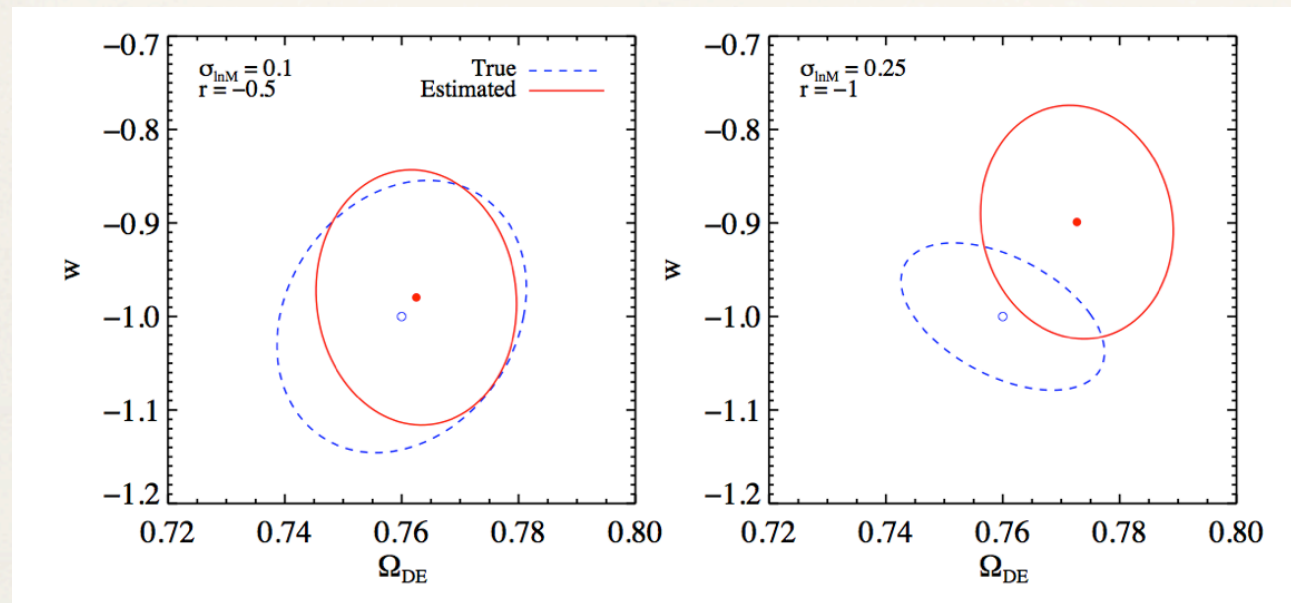 σlnM = 0.1
r = −0.5
True
Estimated
−0.7
−0.8
−0.9
−1.0
−1.1
−1.2
w
0.72 0.74 0.76 0.78 0.80
ΩDE
σlnM = 0.25
r = −1
−0.7
−0.8
−0.9
−1.0
−1.1
−1.2
w
0.72 0.74 0.76 0.78 0.80
ΩDE